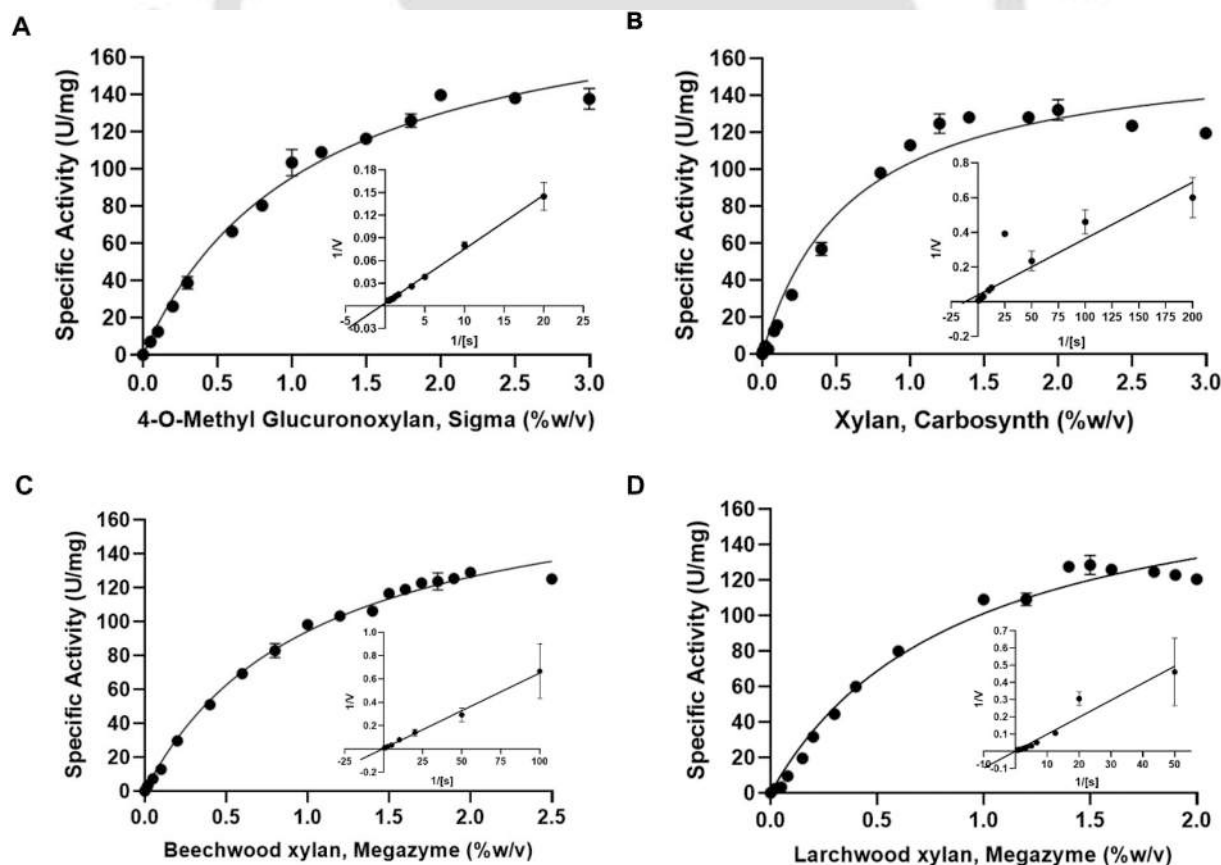 A
Specific Activity (U/mg)
160
140
120
100
80
60
40
20
0
0.0 0.5 1.0 1.5 2.0 2.5 3.0
4-O-Methyl Glucuronoxylan, Sigma (%w/v)
1/V
0.18
0.15
0.12
0.09
0.06
0.03
-0.03
-5 5 10 15 20 25
1/[s]
B
Specific Activity (U/mg)
160
140
120
100
80
60
40
20
0
0.0 0.5 1.0 1.5 2.0 2.5 3.0
Xylan, Carbosynth (%w/v)
1/V
0.8
0.6
0.4
0.2
-0.2
-25 25 50 75 100 125 150 175 200
1/[s]
C
Specific Activity (U/mg)
160
140
120
100
80
60
40
20
0
0.0 0.5 1.0 1.5 2.0 2.5
Beechwood xylan, Megazyme (%w/v)
1/V
1.0
0.8
0.6
0.4
0.2
-0.2
-25 25 50 75 100
1/[s]
D
Specific Activity (U/mg)
160
140
120
100
80
60
40
20
0
0.0 0.5 1.0 1.5 2.0
Larchwood xylan, Megazyme (%w/v)
1/V
0.7
0.6
0.5
0.4
0.3
0.2
0.1
-0.1
-10 10 20 30 40 50
1/[s]